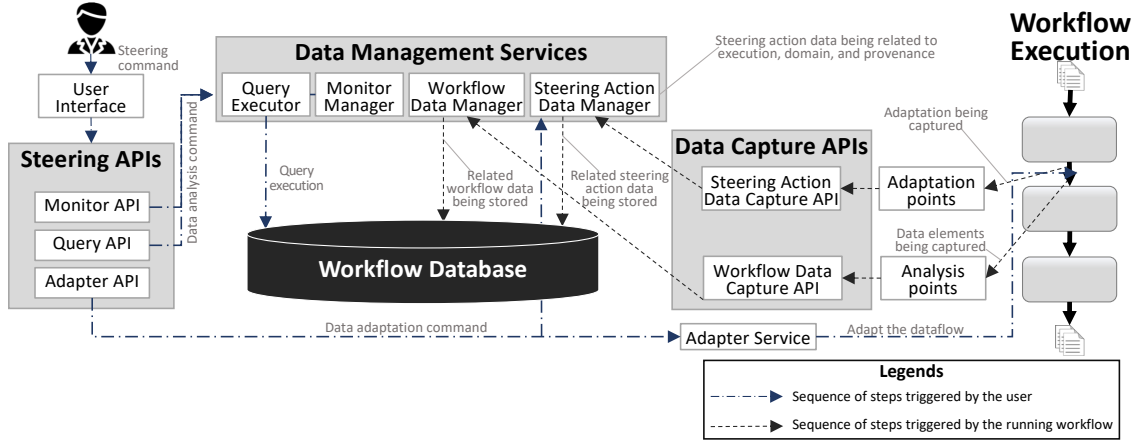 Steering
command
User
Interface
Steering APIs
Monitor API
Query API
Adapter API
Data analysis command
Data Management Services
Query
Executor
Monitor
Manager
Workflow
Data Manager
Steering Action
Data Manager
Steering action data being related to
execution, domain, and provenance
Query
execution
Related
workflow data
being stored
Related steering
action data
being stored
Workflow Database
Data Capture APIs
Steering Action
Data Capture API
Workflow Data
Capture API
Adaptation
points
Analysis
points
Adaptation being
captured
Data elements
being captured
Workflow
Execution
Data adaptation command
Adapter Service
Adapt the dataflow
Legends
Sequence of steps triggered by the user
Sequence of steps triggered by the running workflow